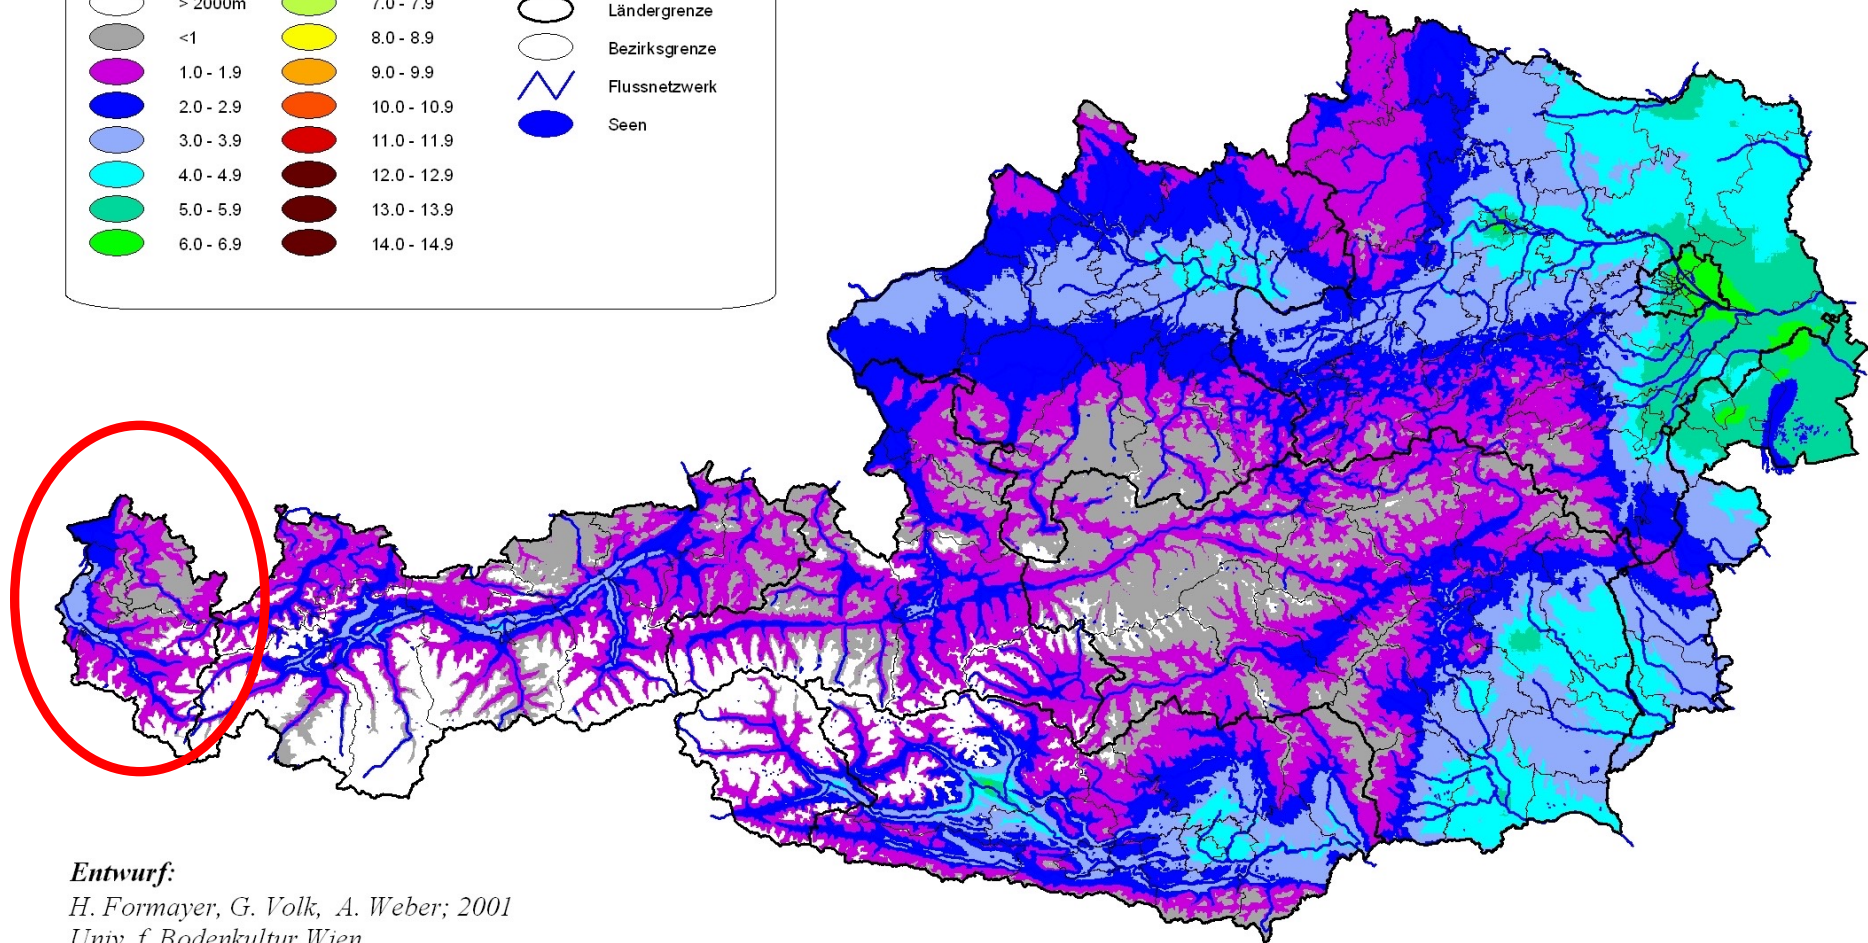 > 2000m 7.0 - 7.9 Ländergrenze
<1 8.0 - 8.9 Bezirksgrenze
1.0 - 1.9 9.0 - 9.9 Flussnetzwerk
2.0 - 2.9 10.0 - 10.9 Seen
3.0 - 3.9 11.0 - 11.9
4.0 - 4.9 12.0 - 12.9
5.0 - 5.9 13.0 - 13.9
6.0 - 6.9 14.0 - 14.9
Entwurf:
H. Formayer, G. Volk, A. Weber; 2001
Univ. f. Bodenkultur Wien